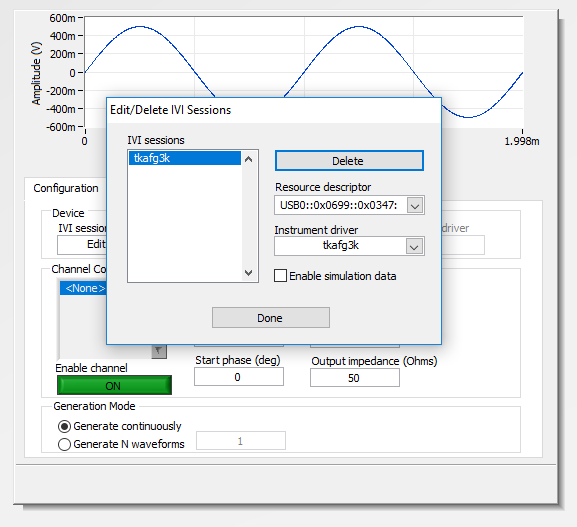 600m
400m
200m
0
-200m
-400m
-600m
Amplitude (V)
0
1.998m
Edit/Delete IVI Sessions
IVI sessions
tkafg3k
Delete
Resource descriptor
USB0::0x0699::0x0347:
Instrument driver
tkafg3k
Enable simulation data
Done
Configuration
Device
IVI session
Edit
driver
Channel Co
<None>
Enable channel
ON
Start phase (deg)
0
Output impedance (Ohms)
50
Generation Mode
Generate continuously
Generate N waveforms
1